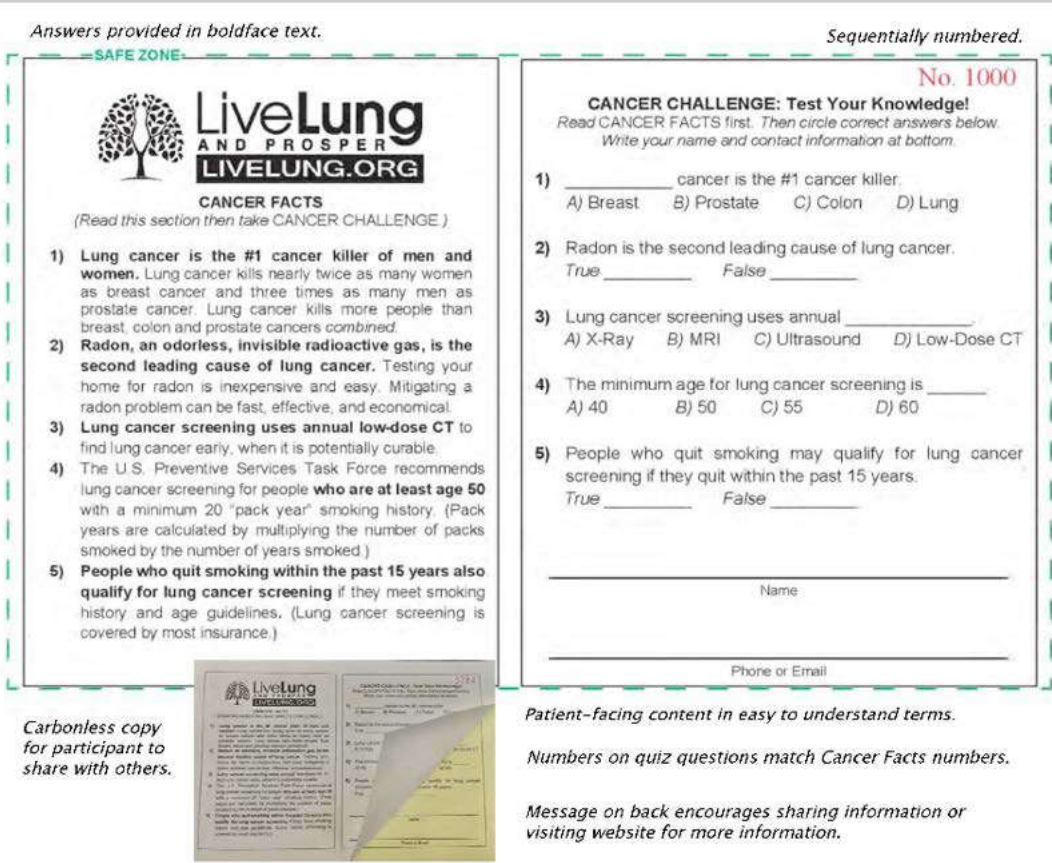 Answers provided in boldface text.
Sequentially numbered.
SAFE ZONE
LiveLung
AND PROSPER
LIVELUNG.ORG
CANCER FACTS
(Read this section then take CANCER CHALLENGE )
1) Lung cancer is the #1 cancer killer of men and
women. Lung cancer kills nearly twice as many women
as breast cancer and three times as many men as
prostate cancer. Lung cancer kills more people than
breast, colon and prostate cancers combined.
2) Radon, an odorless, invisible radioactive gas, is the
second leading cause of lung cancer. Testing your
home for radon is inexpensive and easy. Mitigating a
radon problem can be fast, effective, and economical.
3) Lung cancer screening uses annual low-dose CT to
find lung cancer early, when it is potentially curable.
4) The U.S. Preventive Services Task Force recommends
lung cancer screening for people who are at least age 50
with a minimum 20 "pack year" smoking history. (Pack
years are calculated by multiplying the number of packs
smoked by the number of years smoked.)
5) People who quit smoking within the past 15 years also
qualify for lung cancer screening if they meet smoking
history and age guidelines. (Lung cancer screening is
covered by most insurance.)
No. 1000
CANCER CHALLENGE: Test Your Knowledge!
Read CANCER FACTS first. Then circle correct answers below.
Write your name and contact information at bottom.
1) __________ cancer is the #1 cancer killer.
A) Breast B) Prostate C) Colon D) Lung
2) Radon is the second leading cause of lung cancer.
True ________ False ________
3) Lung cancer screening uses annual ____________.
A) X-Ray B) MRI C) Ultrasound D) Low-Dose CT
4) The minimum age for lung cancer screening is ______
A) 40 B) 50 C) 55 D) 60
5) People who quit smoking may qualify for lung cancer
screening if they quit within the past 15 years.
True ________ False ________
Name
Phone or Email
Carbonless copy
for participant to
share with others.
LiveLung
AND PROSPER
LIVELUNG.ORG
Patient-facing content in easy to understand terms.
Numbers on quiz questions match Cancer Facts numbers.
Message on back encourages sharing information or
visiting website for more information.